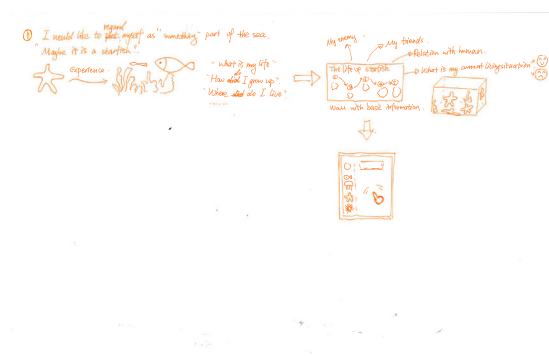 ① I would like to regard myself as "something" part of the sea.
"Maybe it is a starfish".
Experience
"What is my life"
"How do I grow up"
"Where do I live"
My enemy
My friends.
Relation with human.
What is my current living situation
The life of starfish
Wall with basic information.